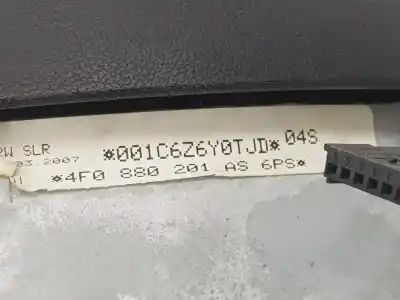 SLR
03.2007
*001C6Z6Y0TJD* 04S
*4F0 880 201 AS 6PS*